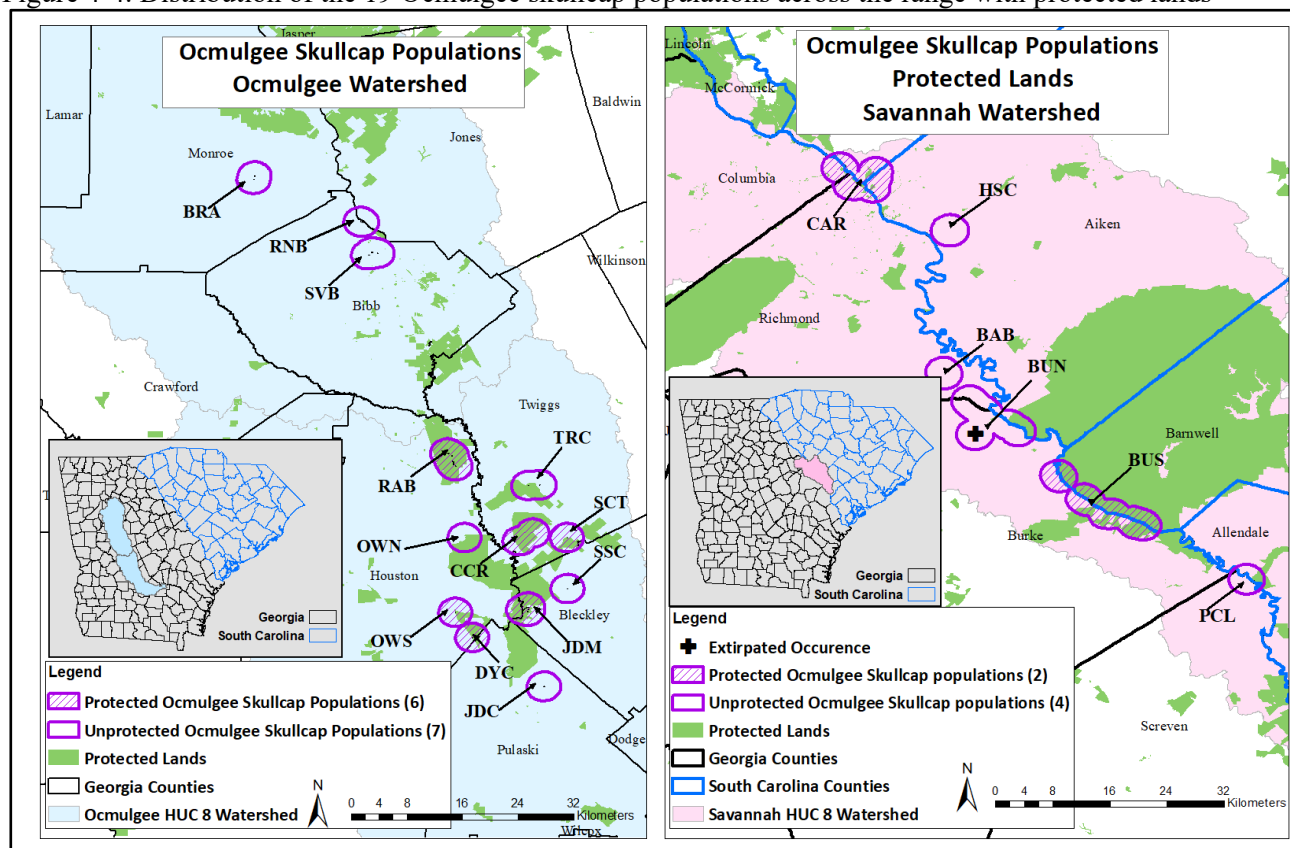 Figure 4-4. Distribution of the 19 Ocmulgee skullcap populations across the range with protected lands
Ocmulgee Skullcap Populations
Ocmulgee Watershed
Jasper
Lamar
Baldwin
Jones
Monroe
BRA
RNB
SVB
Wilkinson
Bibb
Crawford
Twiggs
TRC
RAB
SCT
OWN
SSC
CCR
Houston
Bleckley
OWS
JDM
DYC
JDC
Pulaski
Dodge
Wilcox
Georgia
South Carolina
Legend
Protected Ocmulgee Skullcap Populations (6)
Unprotected Ocmulgee Skullcap Populations (7)
Protected Lands
Georgia Counties
Ocmulgee HUC 8 Watershed
N
0 4 8 16 24 32
Kilometers
Ocmulgee Skullcap Populations
Protected Lands
Savannah Watershed
Lincoln
McCormick
Columbia
HSC
CAR
Aiken
Richmond
BAB
BUN
Barnwell
BUS
Burke
Allendale
PCL
Screven
Georgia
South Carolina
Legend
Extirpated Occurence
Protected Ocmulgee Skullcap populations (2)
Unprotected Ocmulgee Skullcap populations (4)
Protected Lands
Georgia Counties
South Carolina Counties
Savannah HUC 8 Watershed
N
0 4 8 16 24 32
Kilometers